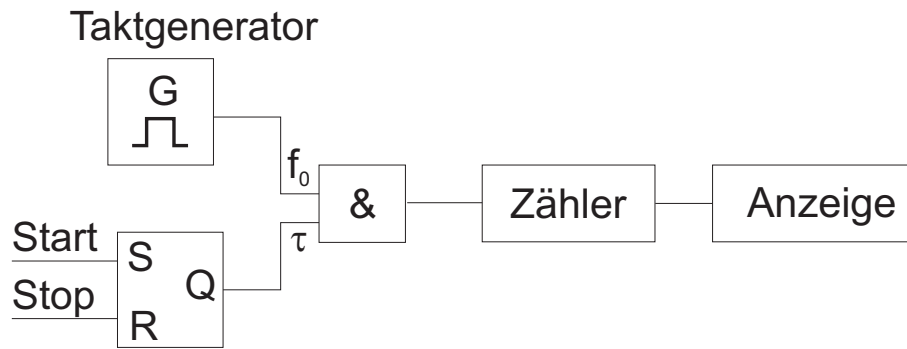 Taktgenerator
G
f0
&
Zähler
Anzeige
τ
Start
S
Q
Stop
R